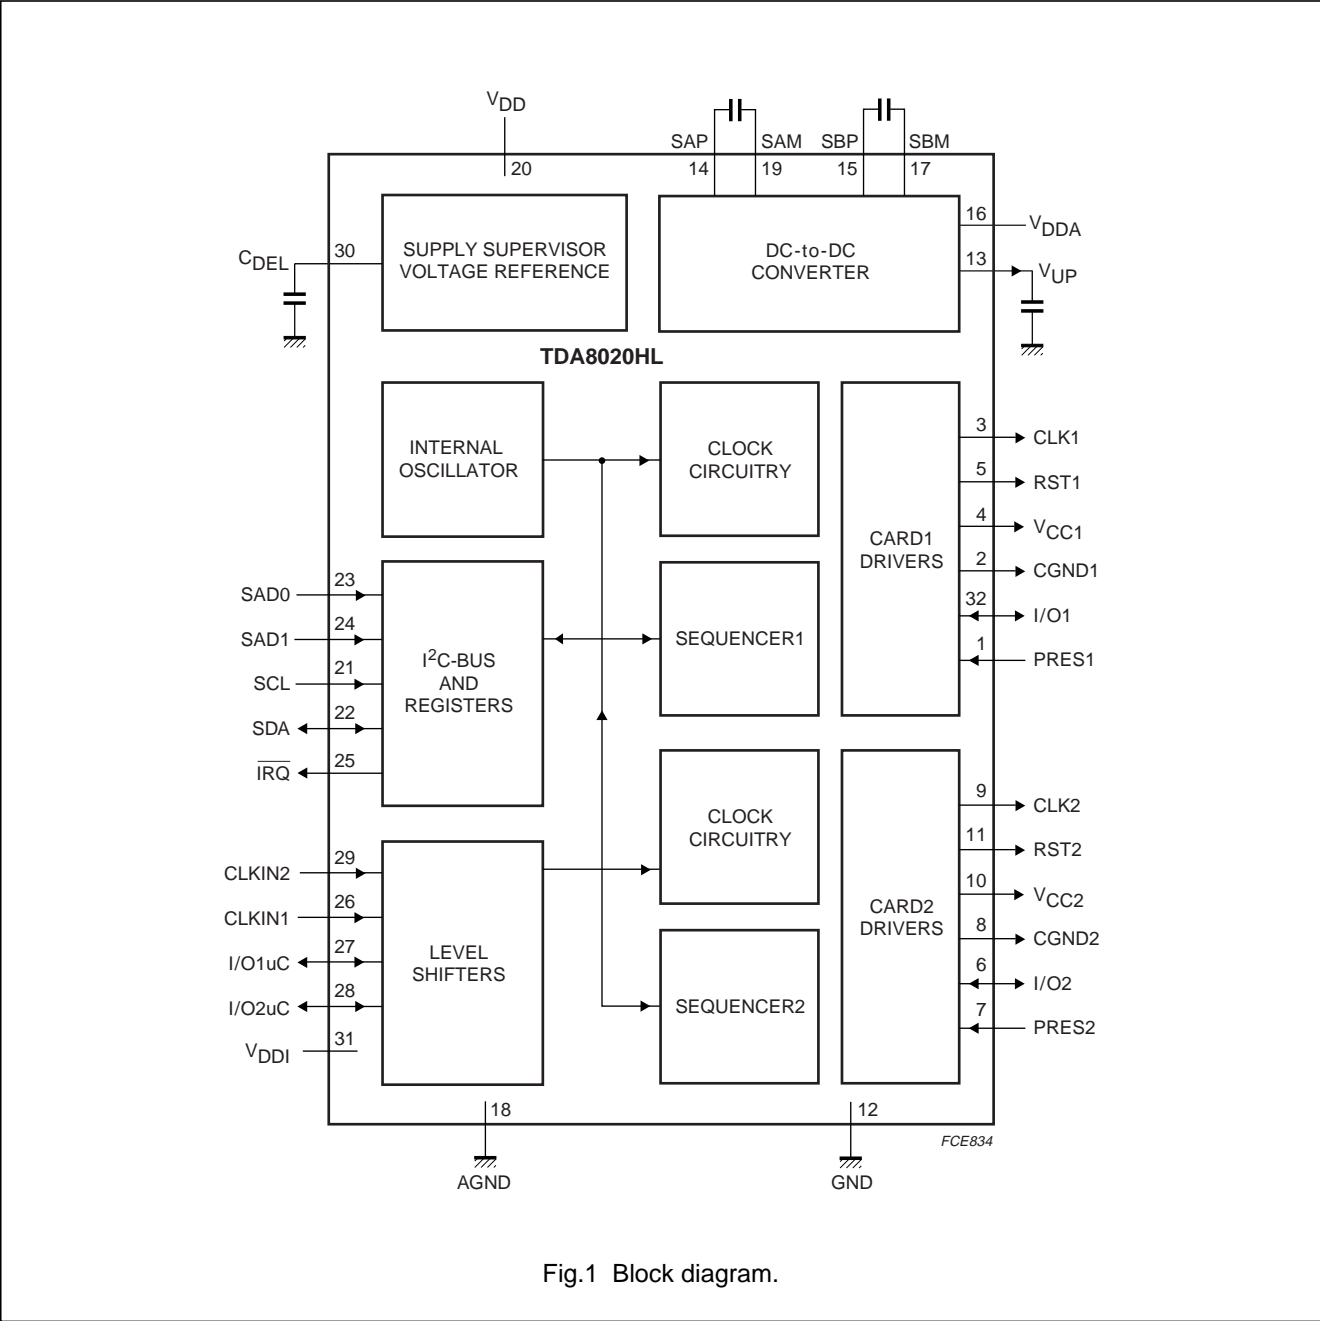 VDD
SAP SAM SBP SBM
20 14 19 15 17
16 VDDA
CDEL 30 SUPPLY SUPERVISOR
VOLTAGE REFERENCE
DC-to-DC
CONVERTER
13 VUP
TDA8020HL
INTERNAL
OSCILLATOR
CLOCK
CIRCUITRY
CARD1
DRIVERS
3 CLK1
5 RST1
4 VCC1
2 CGND1
32 I/O1
1 PRES1
SAD0 23
SAD1 24
SCL 21
SDA 22
IRQ 25
I²C-BUS
AND
REGISTERS
SEQUENCER1
CLOCK
CIRCUITRY
CARD2
DRIVERS
9 CLK2
11 RST2
10 VCC2
8 CGND2
6 I/O2
7 PRES2
CLKIN2 29
CLKIN1 26
I/O1uC 27
I/O2uC 28
VDDI 31
LEVEL
SHIFTERS
SEQUENCER2
18 12
FCE834
AGND GND
Fig.1 Block diagram.